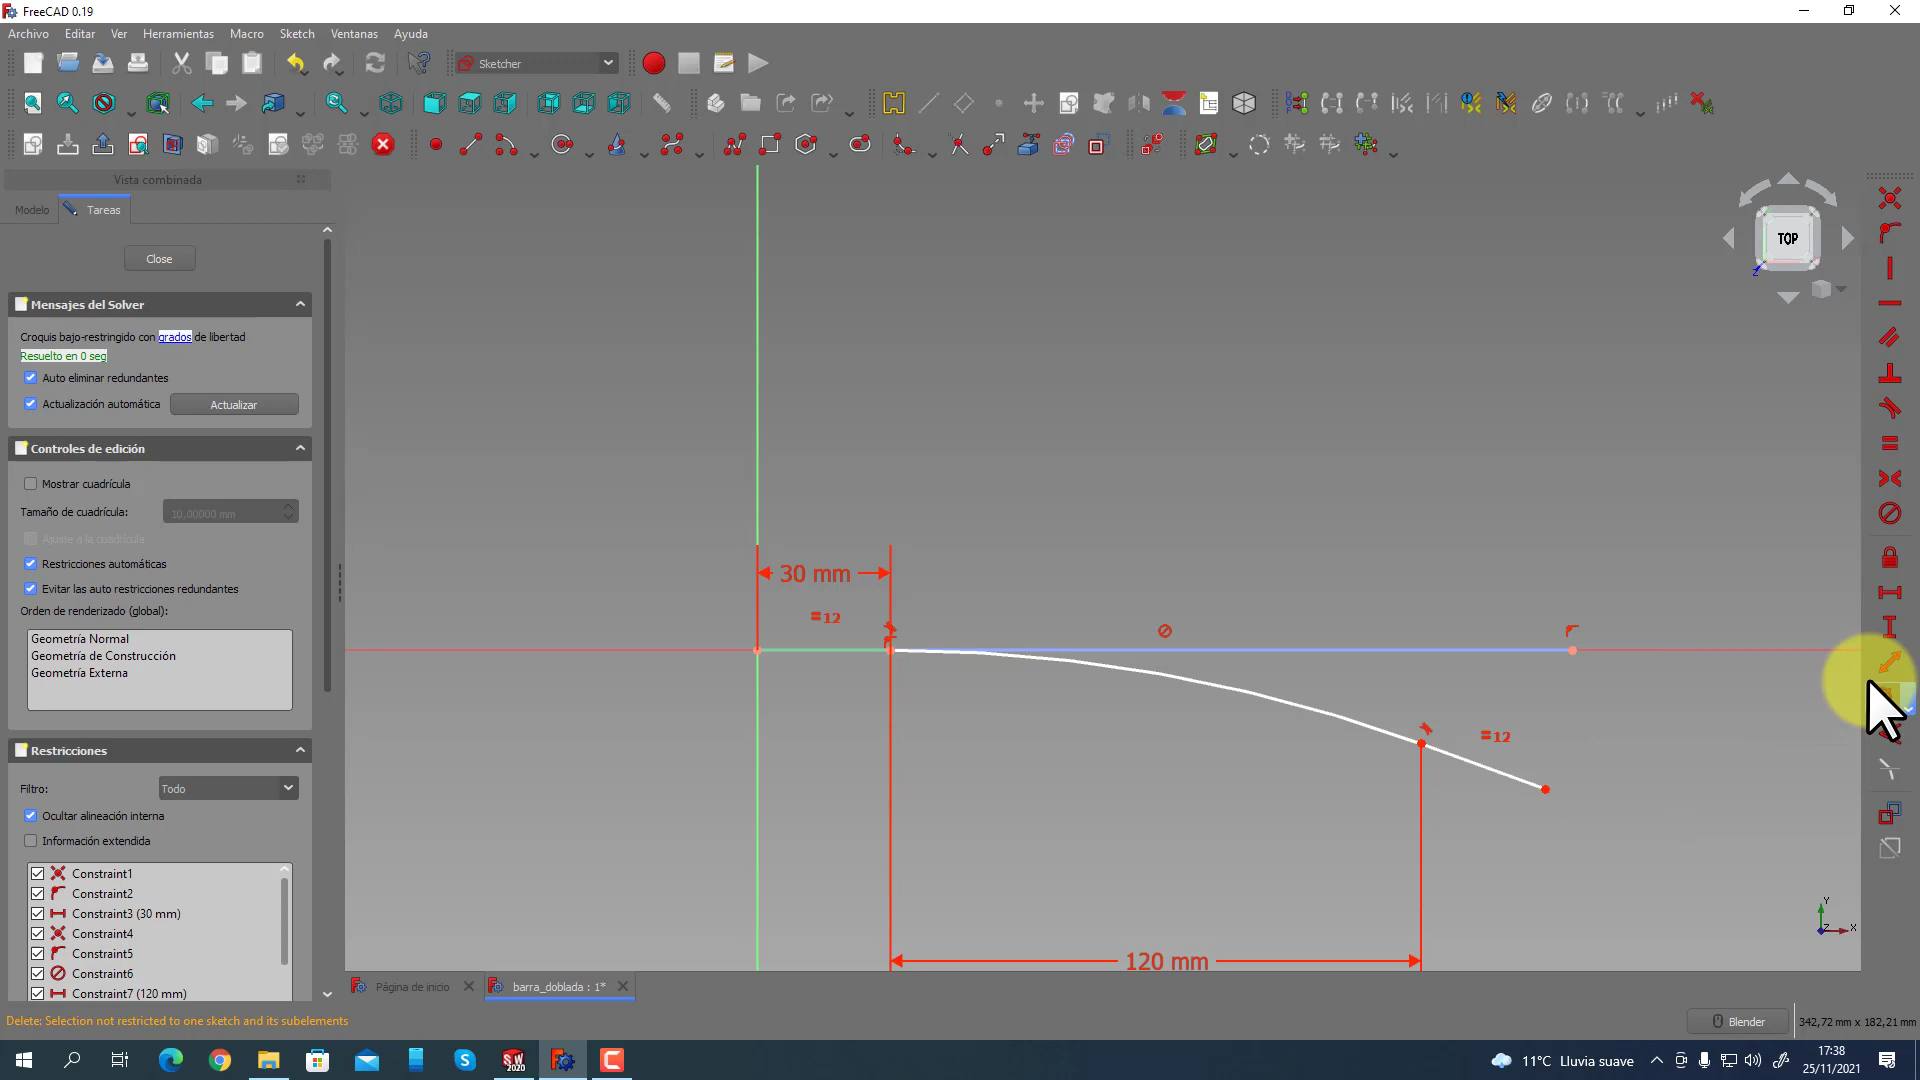 FreeCAD 0.19
Archivo Editar Ver Herramientas Macro Sketch Ventanas Ayuda
Sketcher
Vista combinada
Modelo Tareas
Close
Mensajes del Solver
Croquis bajo-restringido con grados de libertad
Resuelto en 0 seg
Auto eliminar redundantes
Actualización automática Actualizar
Controles de edición
Mostrar cuadrícula
Tamaño de cuadrícula: 10,00000 mm
Ajuste a la cuadrícula
Restricciones automáticas
Evitar las auto restricciones redundantes
Orden de renderizado (global):
Geometría Normal
Geometría de Construcción
Geometría Externa
Restricciones
Filtro: Todo
Ocultar alineación interna
Información extendida
Constraint1
Constraint2
Constraint3 (30 mm)
Constraint4
Constraint5
Constraint6
Constraint7 (120 mm)
TOP
Z
30 mm
=12
=12
120 mm
Y
Z X
Página de inicio
barra_doblada : 1*
Delete: Selection not restricted to one sketch and its subelements
Blender
342,72 mm x 182,21 mm
SW
2020
11°C Lluvia suave
17:38
25/11/2021